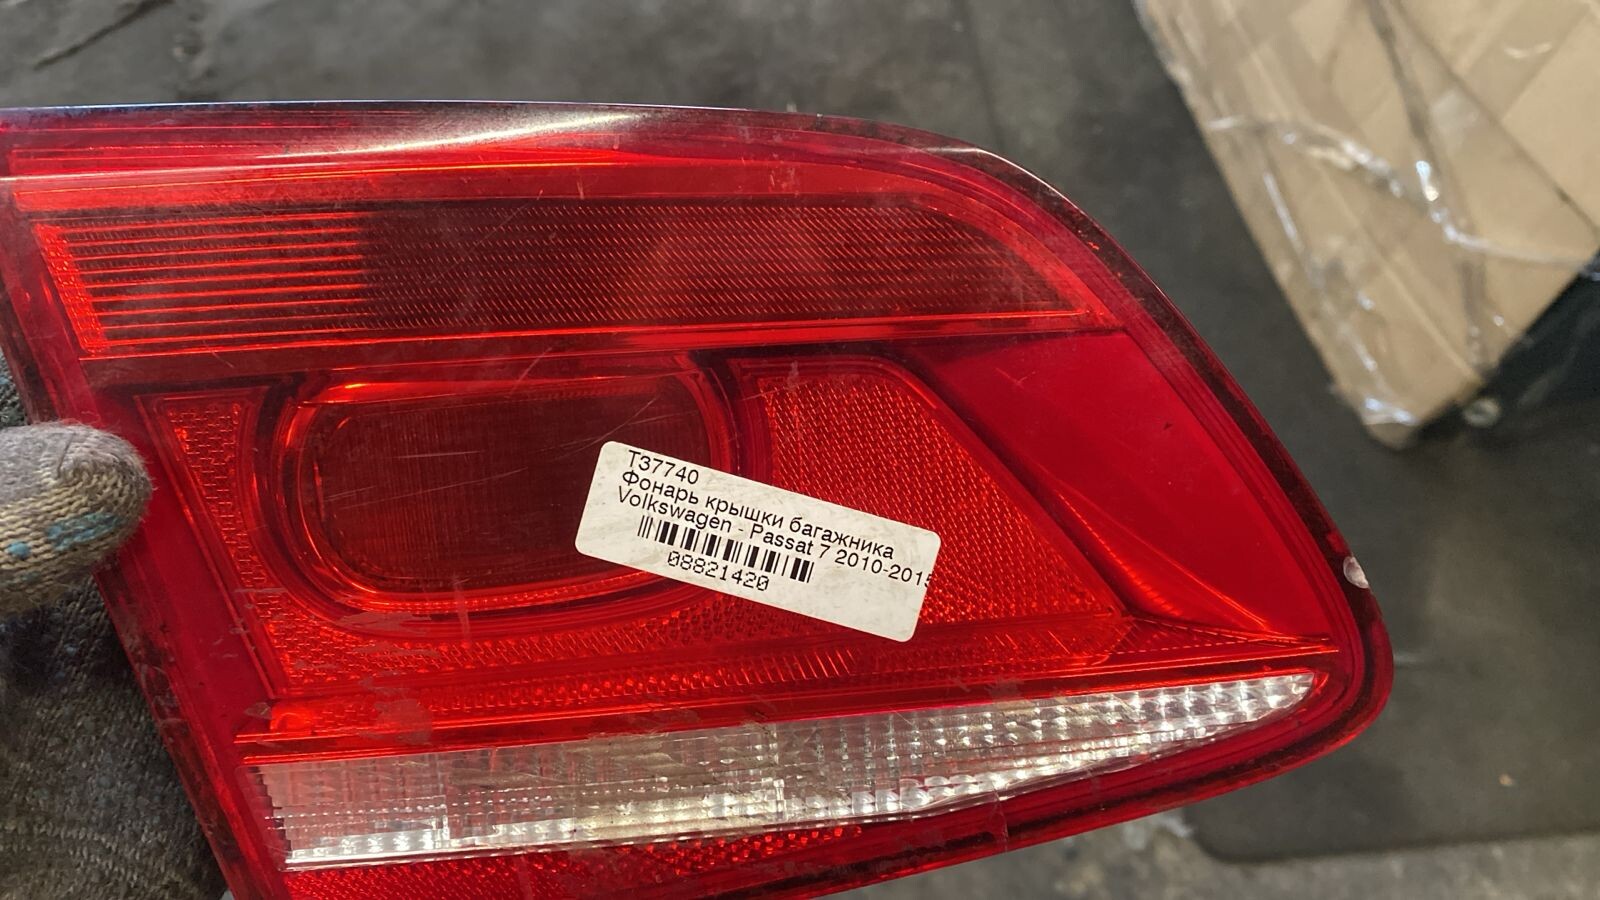 T37740
Фонарь крышки багажника
Volkswagen - Passat 7 2010-2015
08821420